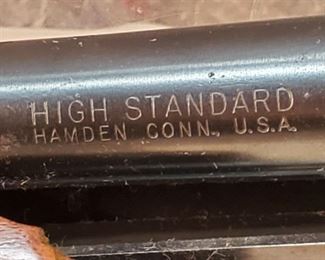 HIGH STANDARD
HAMDEN CONN., U.S.A.